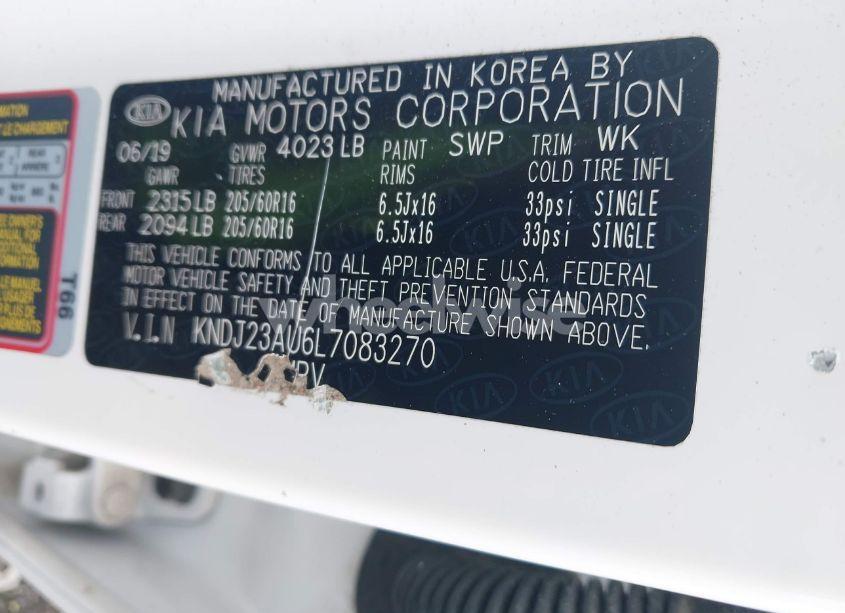 MANUFACTURED IN KOREA BY
KIA KIA MOTORS CORPORATION
06/19 GVWR 4023 LB PAINT SWP TRIM WK
GAWR TIRES RIMS COLD TIRE INFL
FRONT 2315 LB 205/60R16 6.5Jx16 33psi SINGLE
REAR 2094 LB 205/60R16 6.5Jx16 33psi SINGLE
THIS VEHICLE CONFORMS TO ALL APPLICABLE U.S.A. FEDERAL
MOTOR VEHICLE SAFETY AND THEFT PREVENTION STANDARDS
IN EFFECT ON THE DATE OF MANUFACTURE SHOWN ABOVE.
V.I.N KNDJ23AU6L7083270
MPV
T66